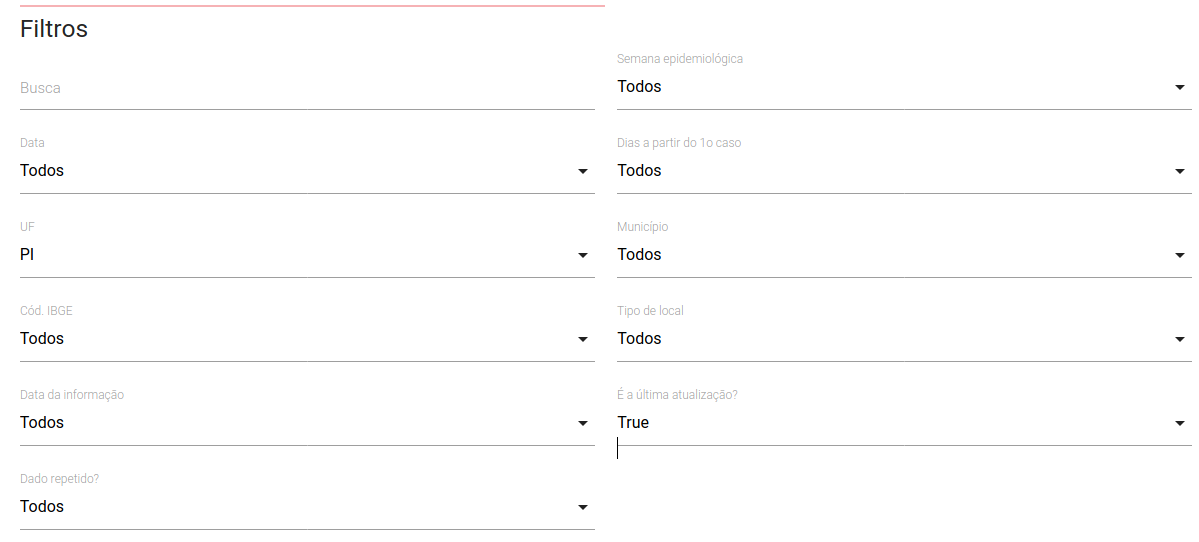 Filtros
Busca
Semana epidemiológica
Todos
Data
Todos
Dias a partir do 1o caso
Todos
UF
PI
Município
Todos
Cód. IBGE
Todos
Tipo de local
Todos
Data da informação
Todos
É a última atualização?
True
Dado repetido?
Todos